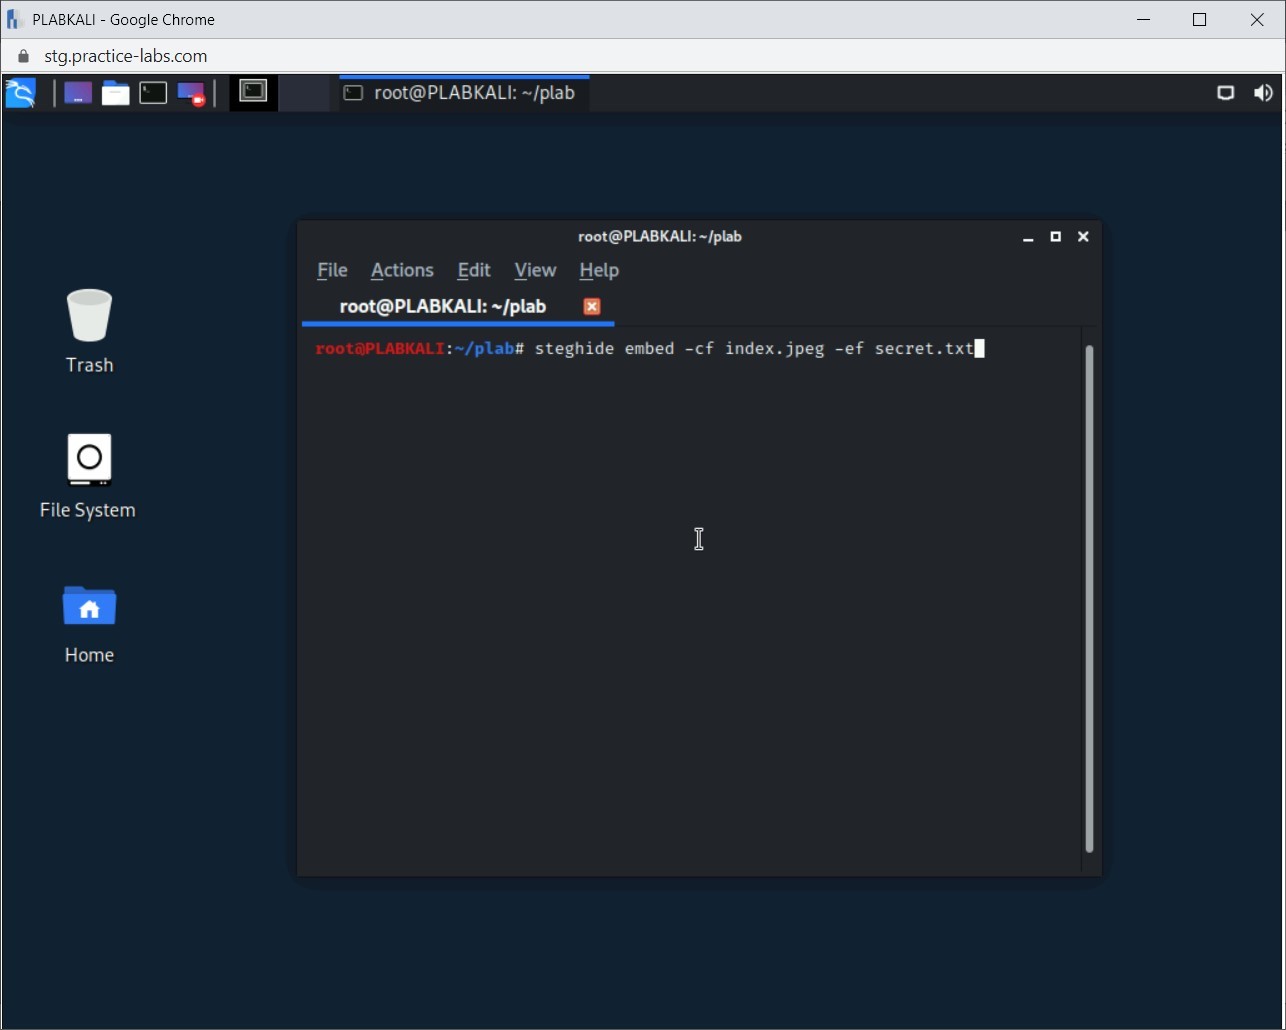 PLABKALI - Google Chrome
stg.practice-labs.com
root@PLABKALI: ~/plab
root@PLABKALI: ~/plab
File Actions Edit View Help
root@PLABKALI: ~/plab
root@PLABKALI:~/plab# steghide embed -cf index.jpeg -ef secret.txt
Trash
File System
Home